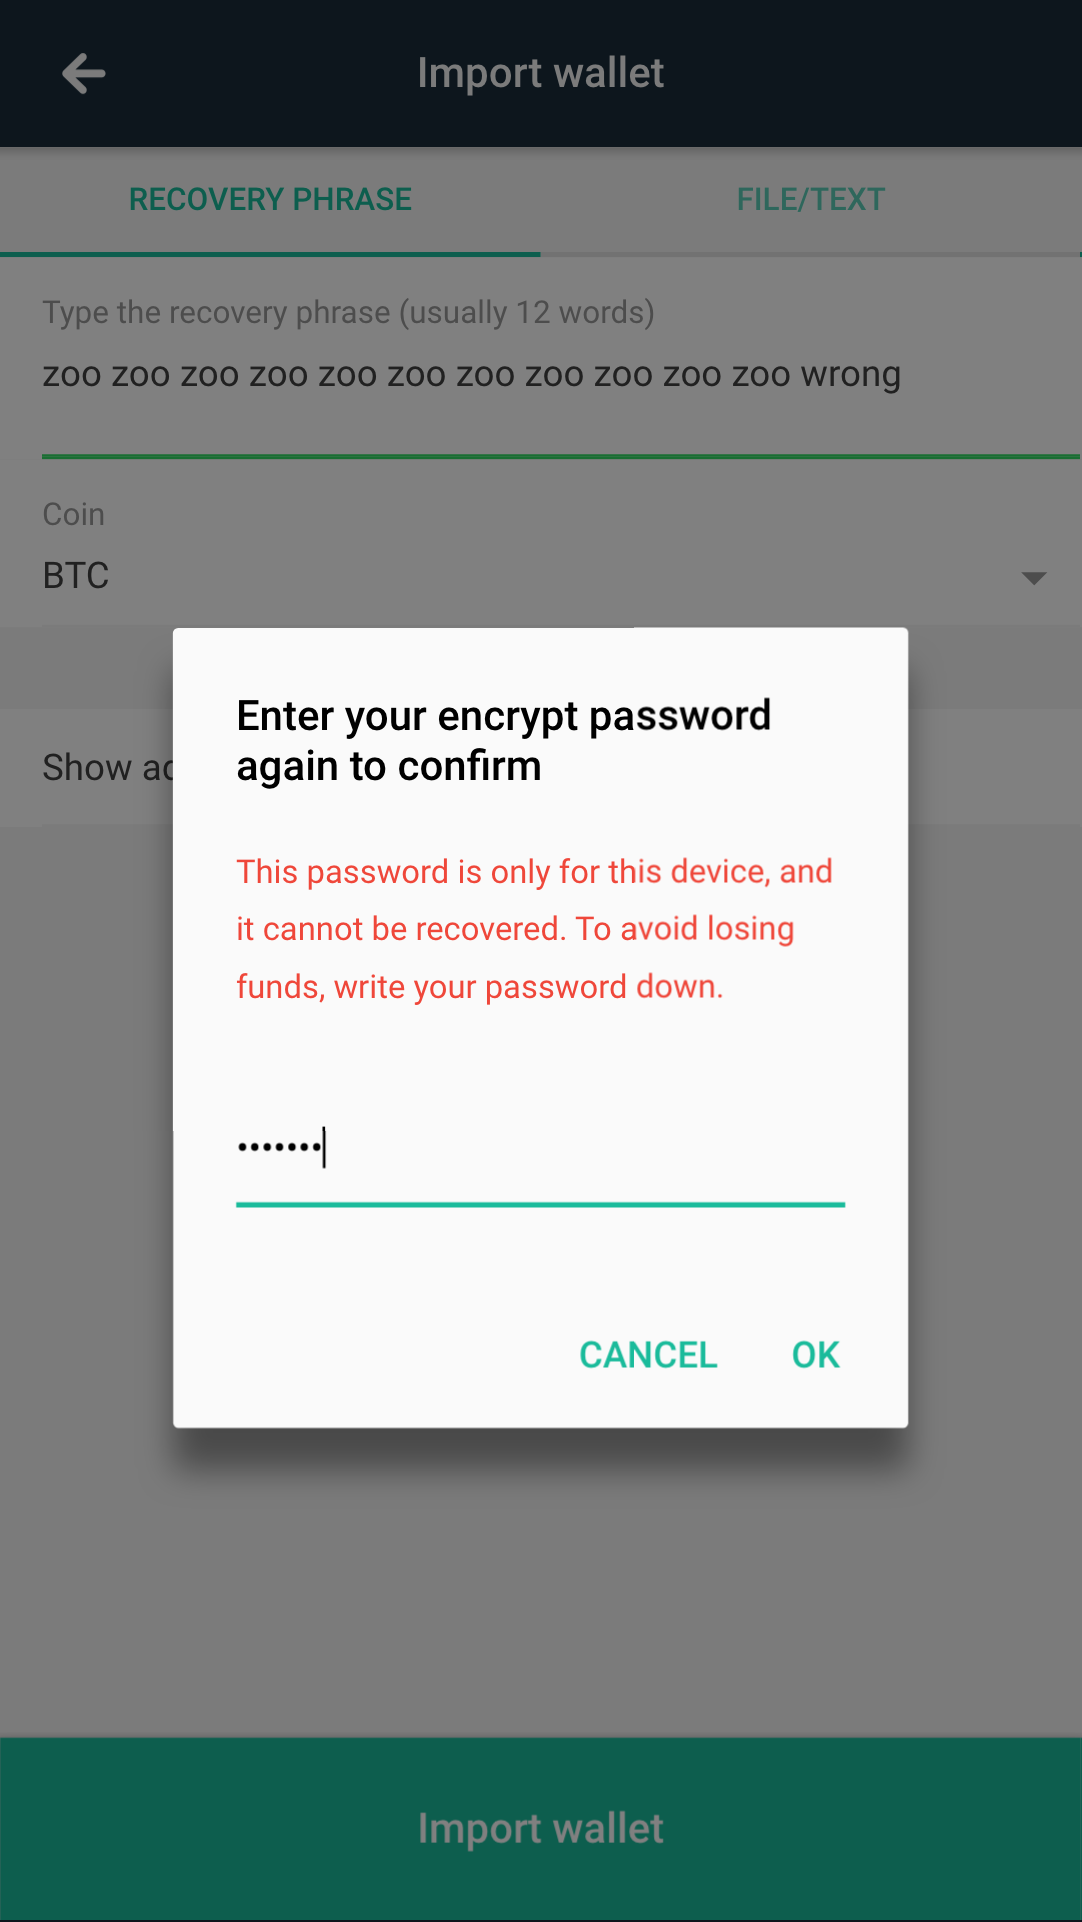 Import wallet
RECOVERY PHRASE
FILE/TEXT
Type the recovery phrase (usually 12 words)
zoo zoo zoo zoo zoo zoo zoo zoo zoo zoo zoo wrong
Coin
BTC
Show
Enter your encrypt password
again to confirm
This password is only for this device, and
it cannot be recovered. To avoid losing
funds, write your password down.
•••••••
CANCEL
OK
Import wallet